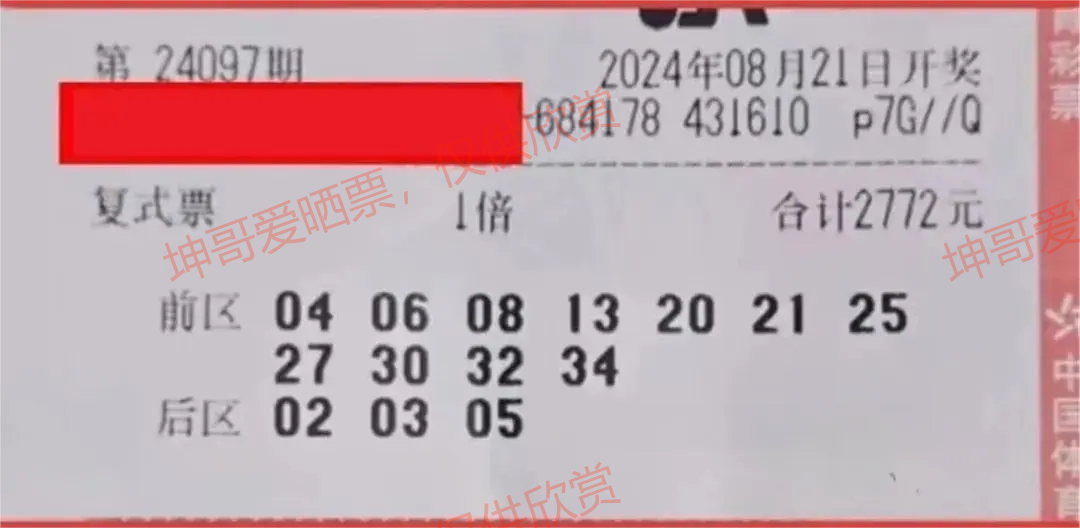 第 24097期 2024年08月21日开奖
-684178 431610 p7G//Q
复式票 1倍 合计2772元
坤哥爱晒票，仅供欣赏
坤哥爱
前区 04 06 08 13 20 21 25
27 30 32 34
后区 02 03 05
供欣赏
彩票
中国体育